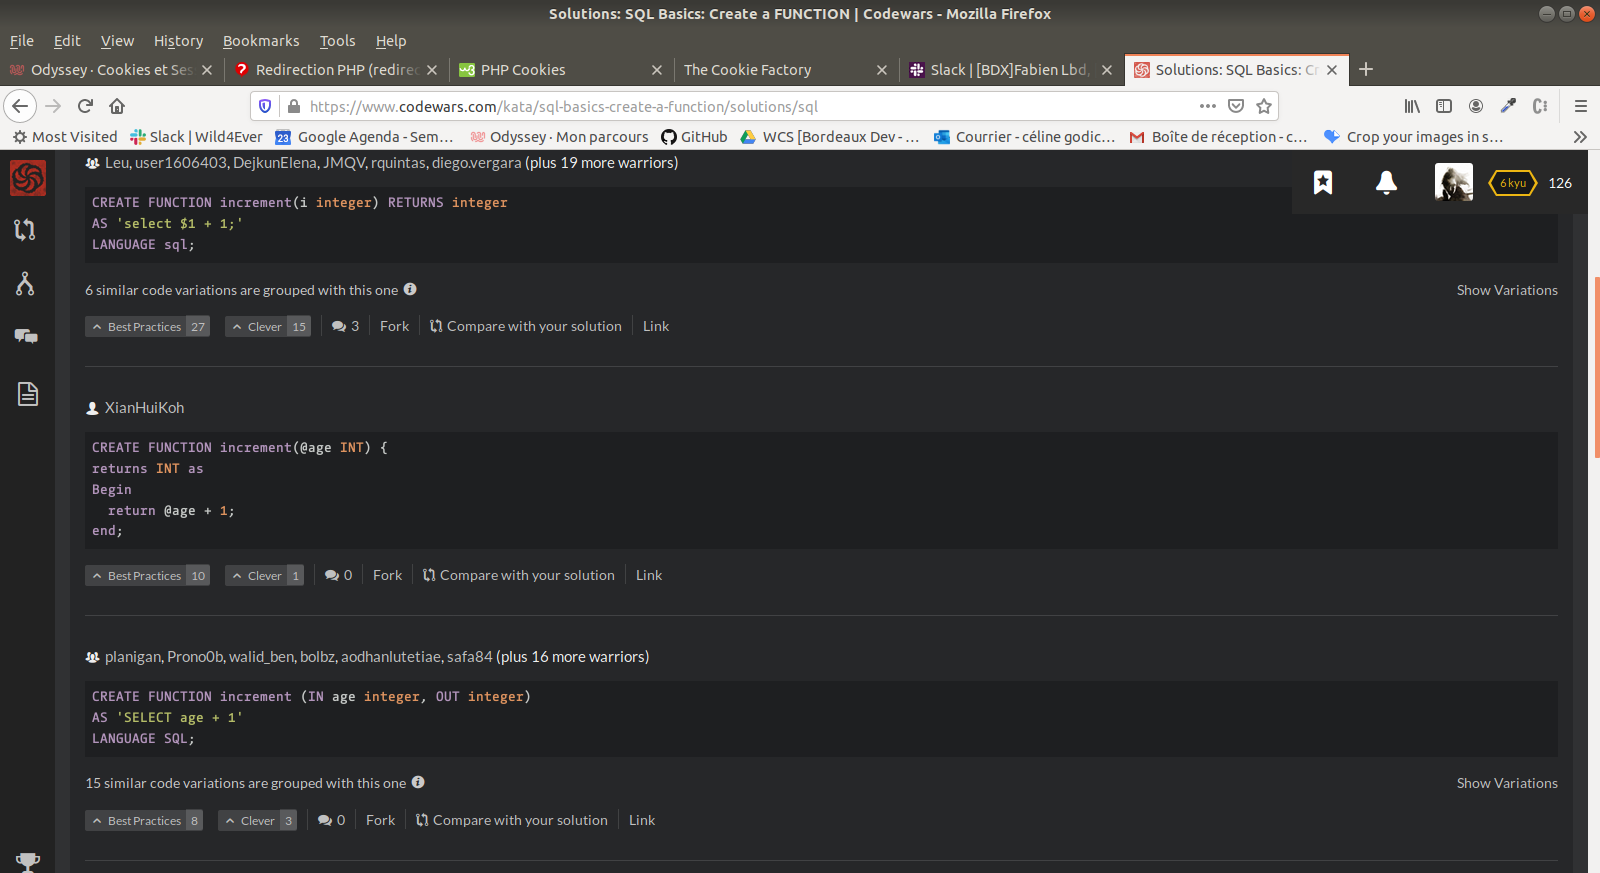 Solutions: SQL Basics: Create a FUNCTION | Codewars - Mozilla Firefox
File Edit View History Bookmarks Tools Help
Odyssey · Cookies et Ses
Redirection PHP (redirec
PHP Cookies
The Cookie Factory
Slack | [BDX]Fabien Lbd,
Solutions: SQL Basics: Cr
https://www.codewars.com/kata/sql-basics-create-a-function/solutions/sql
Most Visited Slack | Wild4Ever 23 Google Agenda - Sem… Odyssey · Mon parcours GitHub WCS [Bordeaux Dev - … Courrier - céline godic… Boîte de réception - c… Crop your images in s…
Leu, user1606403, DejkunElena, JMQV, rquintas, diego.vergara (plus 19 more warriors)
6 kyu 126
CREATE FUNCTION increment(i integer) RETURNS integer
AS 'select $1 + 1;'
LANGUAGE sql;
6 similar code variations are grouped with this one
Show Variations
Best Practices 27 Clever 15 3 Fork Compare with your solution Link
XianHuiKoh
CREATE FUNCTION increment(@age INT) {
returns INT as
Begin
return @age + 1;
end;
Best Practices 10 Clever 1 0 Fork Compare with your solution Link
planigan, Pron0b, walid_ben, bolbz, aodhanlutetiae, safa84 (plus 16 more warriors)
CREATE FUNCTION increment (IN age integer, OUT integer)
AS 'SELECT age + 1'
LANGUAGE SQL;
15 similar code variations are grouped with this one
Show Variations
Best Practices 8 Clever 3 0 Fork Compare with your solution Link